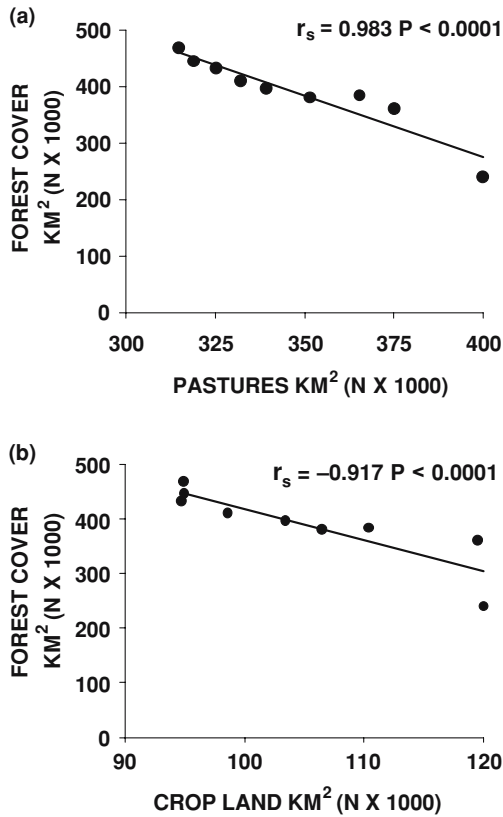 (a)
r_s = 0.983 P < 0.0001
500
400
300
200
100
0
FOREST COVER
KM² (N X 1000)
300 325 350 375 400
PASTURES KM² (N X 1000)
(b)
r_s = –0.917 P < 0.0001
500
400
300
200
100
0
FOREST COVER
KM² (N X 1000)
90 100 110 120
CROP LAND KM² (N X 1000)